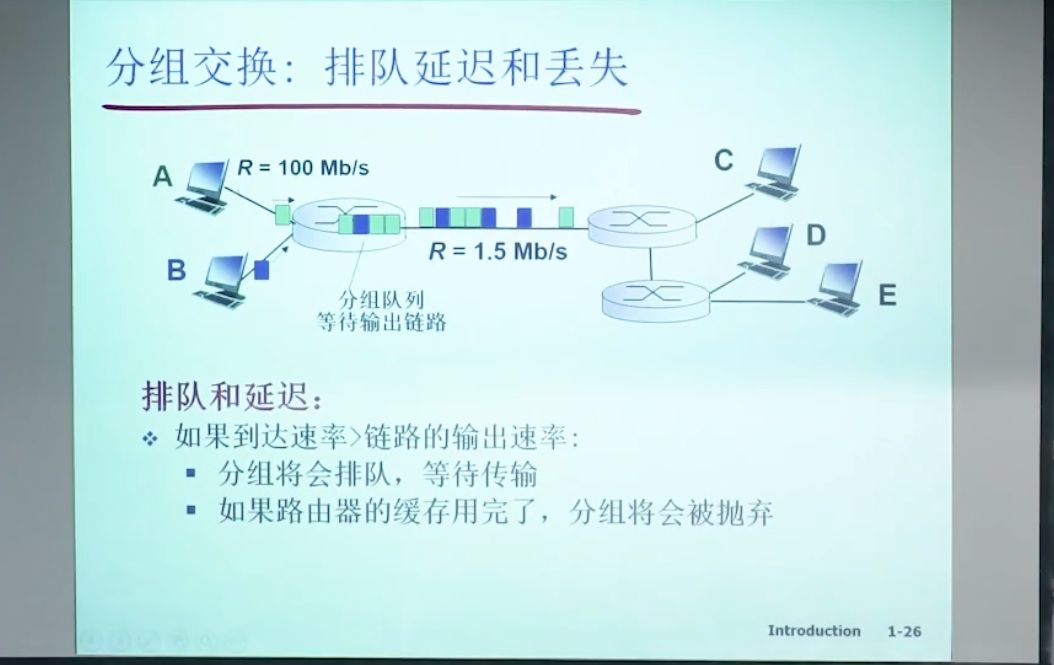 分组交换：排队延迟和丢失
A
R = 100 Mb/s
C
B
R = 1.5 Mb/s
D
E
分组队列
等待输出链路
排队和延迟：
❖ 如果到达速率>链路的输出速率：
▪ 分组将会排队，等待传输
▪ 如果路由器的缓存用完了，分组将会被抛弃
Introduction 1-26